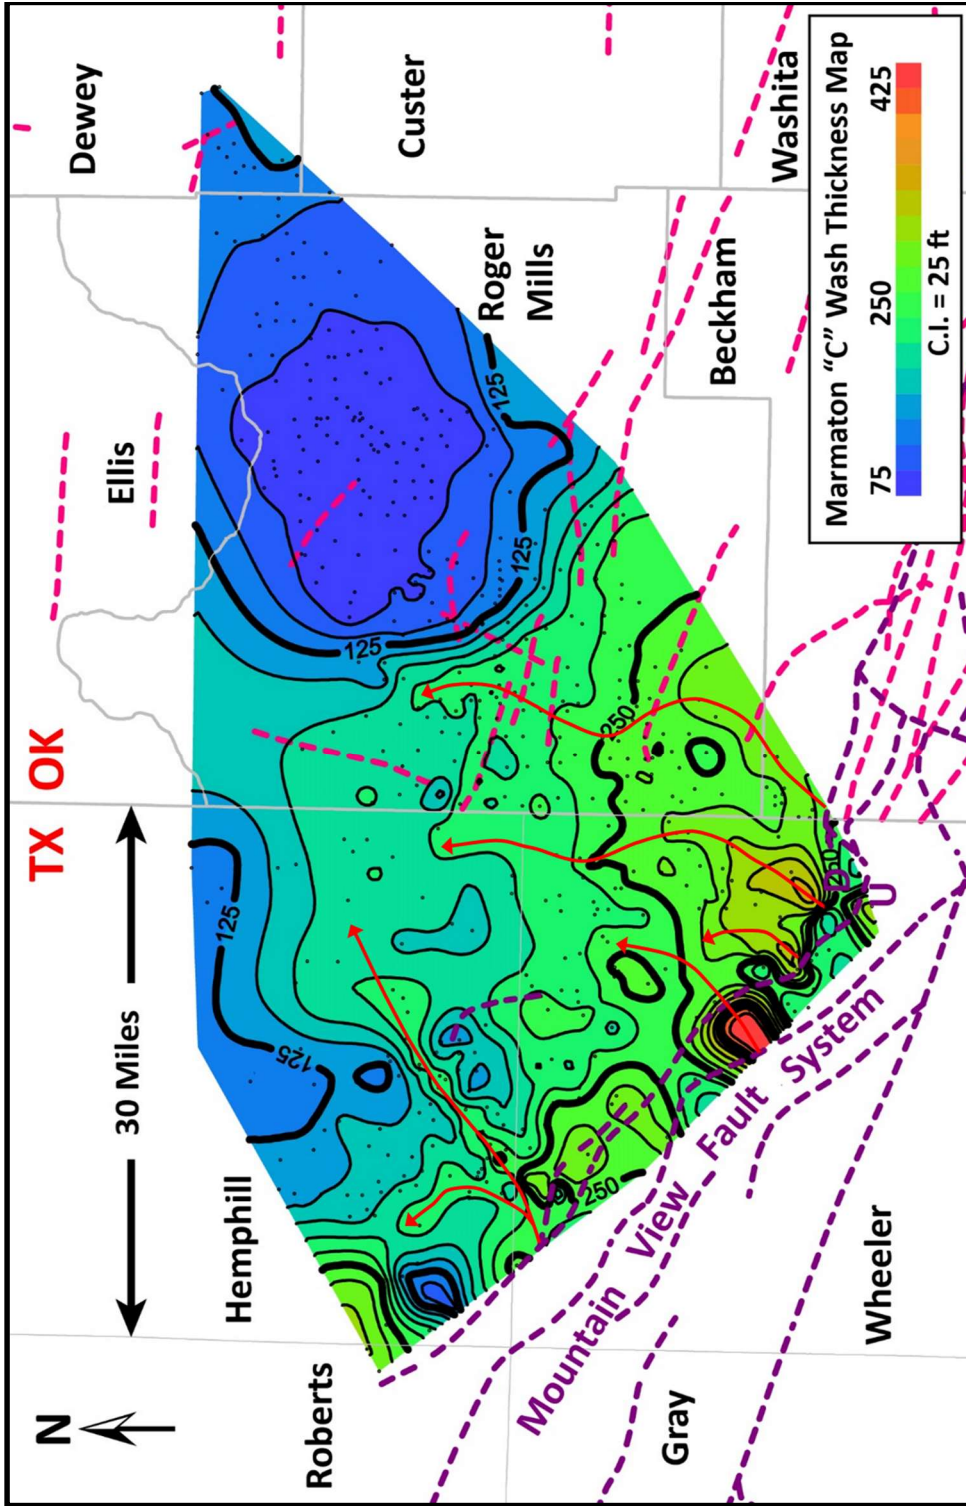 N
TX OK
30 Miles
Dewey
Ellis
Custer
Hemphill
Roberts
Roger
Mills
Washita
Beckham
Gray
Wheeler
Mountain View Fault System
125
125
125
125
125
250
250
250
D
U
Marmaton “C” Wash Thickness Map
75 250 425
C.I. = 25 ft